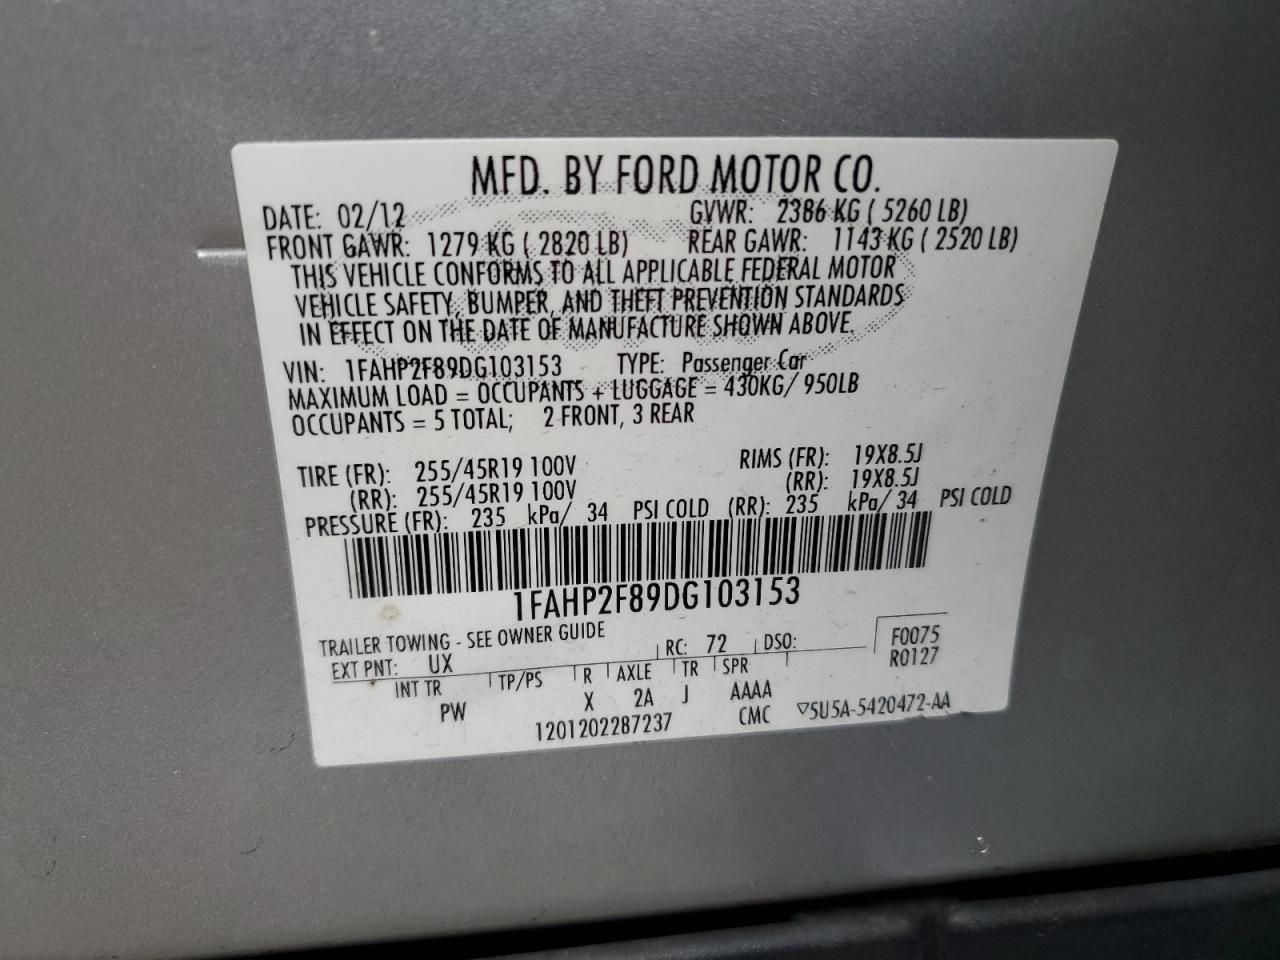 MFD. BY FORD MOTOR CO.
DATE: 02/12 GVWR: 2386 KG ( 5260 LB)
FRONT GAWR: 1279 KG ( 2820 LB) REAR GAWR: 1143 KG ( 2520 LB)
THIS VEHICLE CONFORMS TO ALL APPLICABLE FEDERAL MOTOR
VEHICLE SAFETY, BUMPER, AND THEFT PREVENTION STANDARDS
IN EFFECT ON THE DATE OF MANUFACTURE SHOWN ABOVE.
VIN: 1FAHP2F89DG103153 TYPE: Passenger Car
MAXIMUM LOAD = OCCUPANTS + LUGGAGE = 430KG/ 950LB
OCCUPANTS = 5 TOTAL; 2 FRONT, 3 REAR
TIRE (FR): 255/45R19 100V RIMS (FR): 19X8.5J
(RR): 255/45R19 100V (RR): 19X8.5J
PRESSURE (FR): 235 kPa/ 34 PSI COLD (RR): 235 kPa/ 34 PSI COLD
1FAHP2F89DG103153
TRAILER TOWING - SEE OWNER GUIDE
EXT PNT: UX RC: 72 DSO: F0075
R0127
INT TR TP/PS R AXLE TR SPR
PW X 2A J AAAA
1201202287237 CMC ▽5U5A-5420472-AA